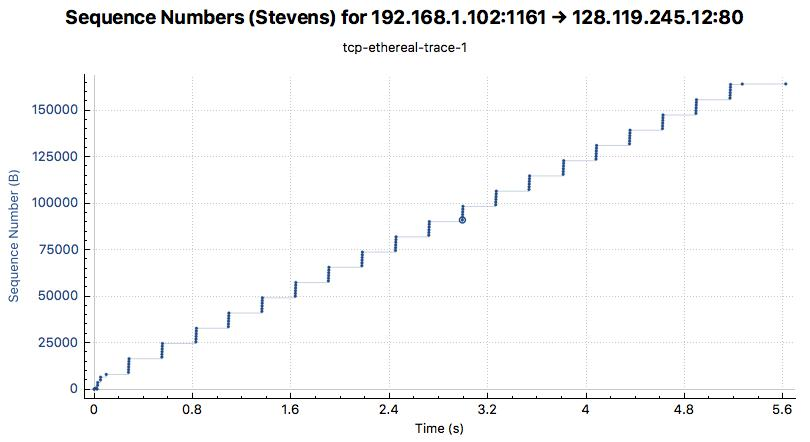 Sequence Numbers (Stevens) for 192.168.1.102:1161 → 128.119.245.12:80
tcp-ethereal-trace-1
Sequence Number (B)
150000
125000
100000
75000
50000
25000
0
0 0.8 1.6 2.4 3.2 4 4.8 5.6
Time (s)